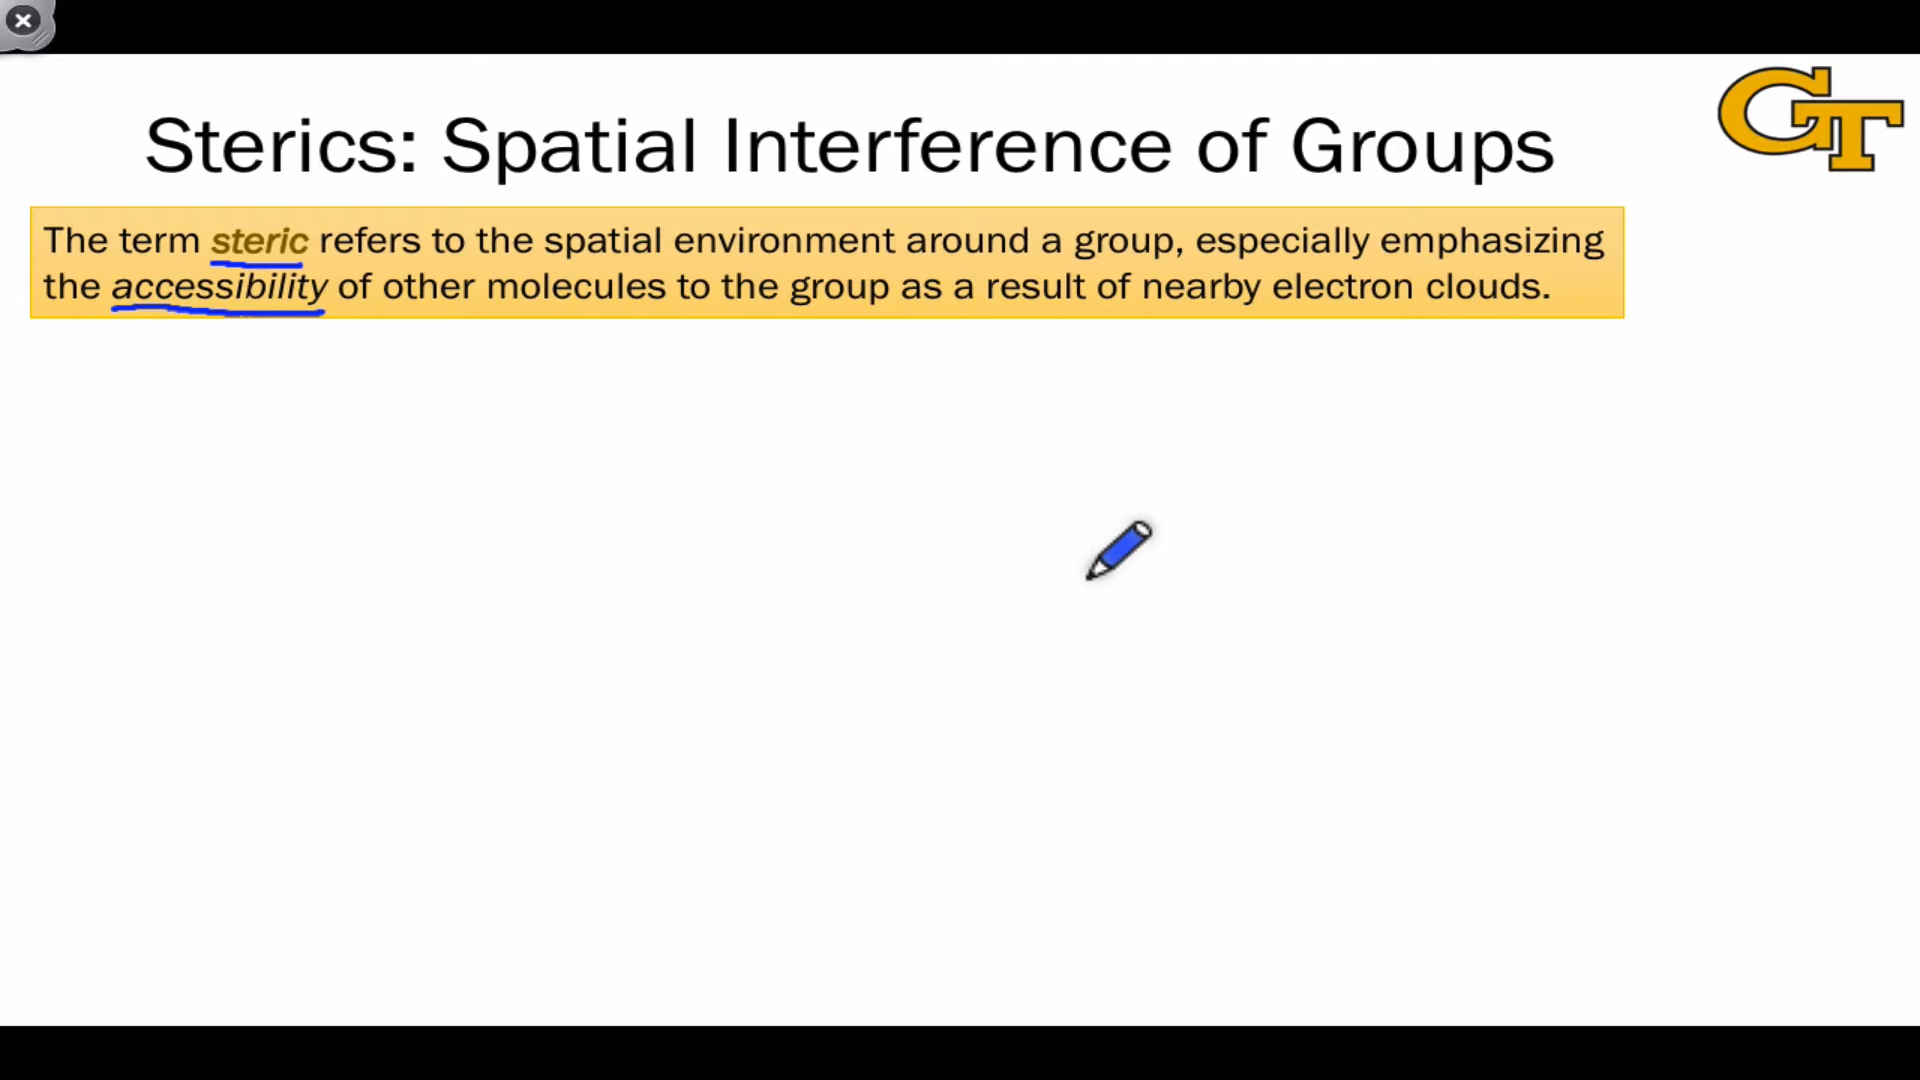 GT
Sterics: Spatial Interference of Groups
The term steric refers to the spatial environment around a group, especially emphasizing
the accessibility of other molecules to the group as a result of nearby electron clouds.